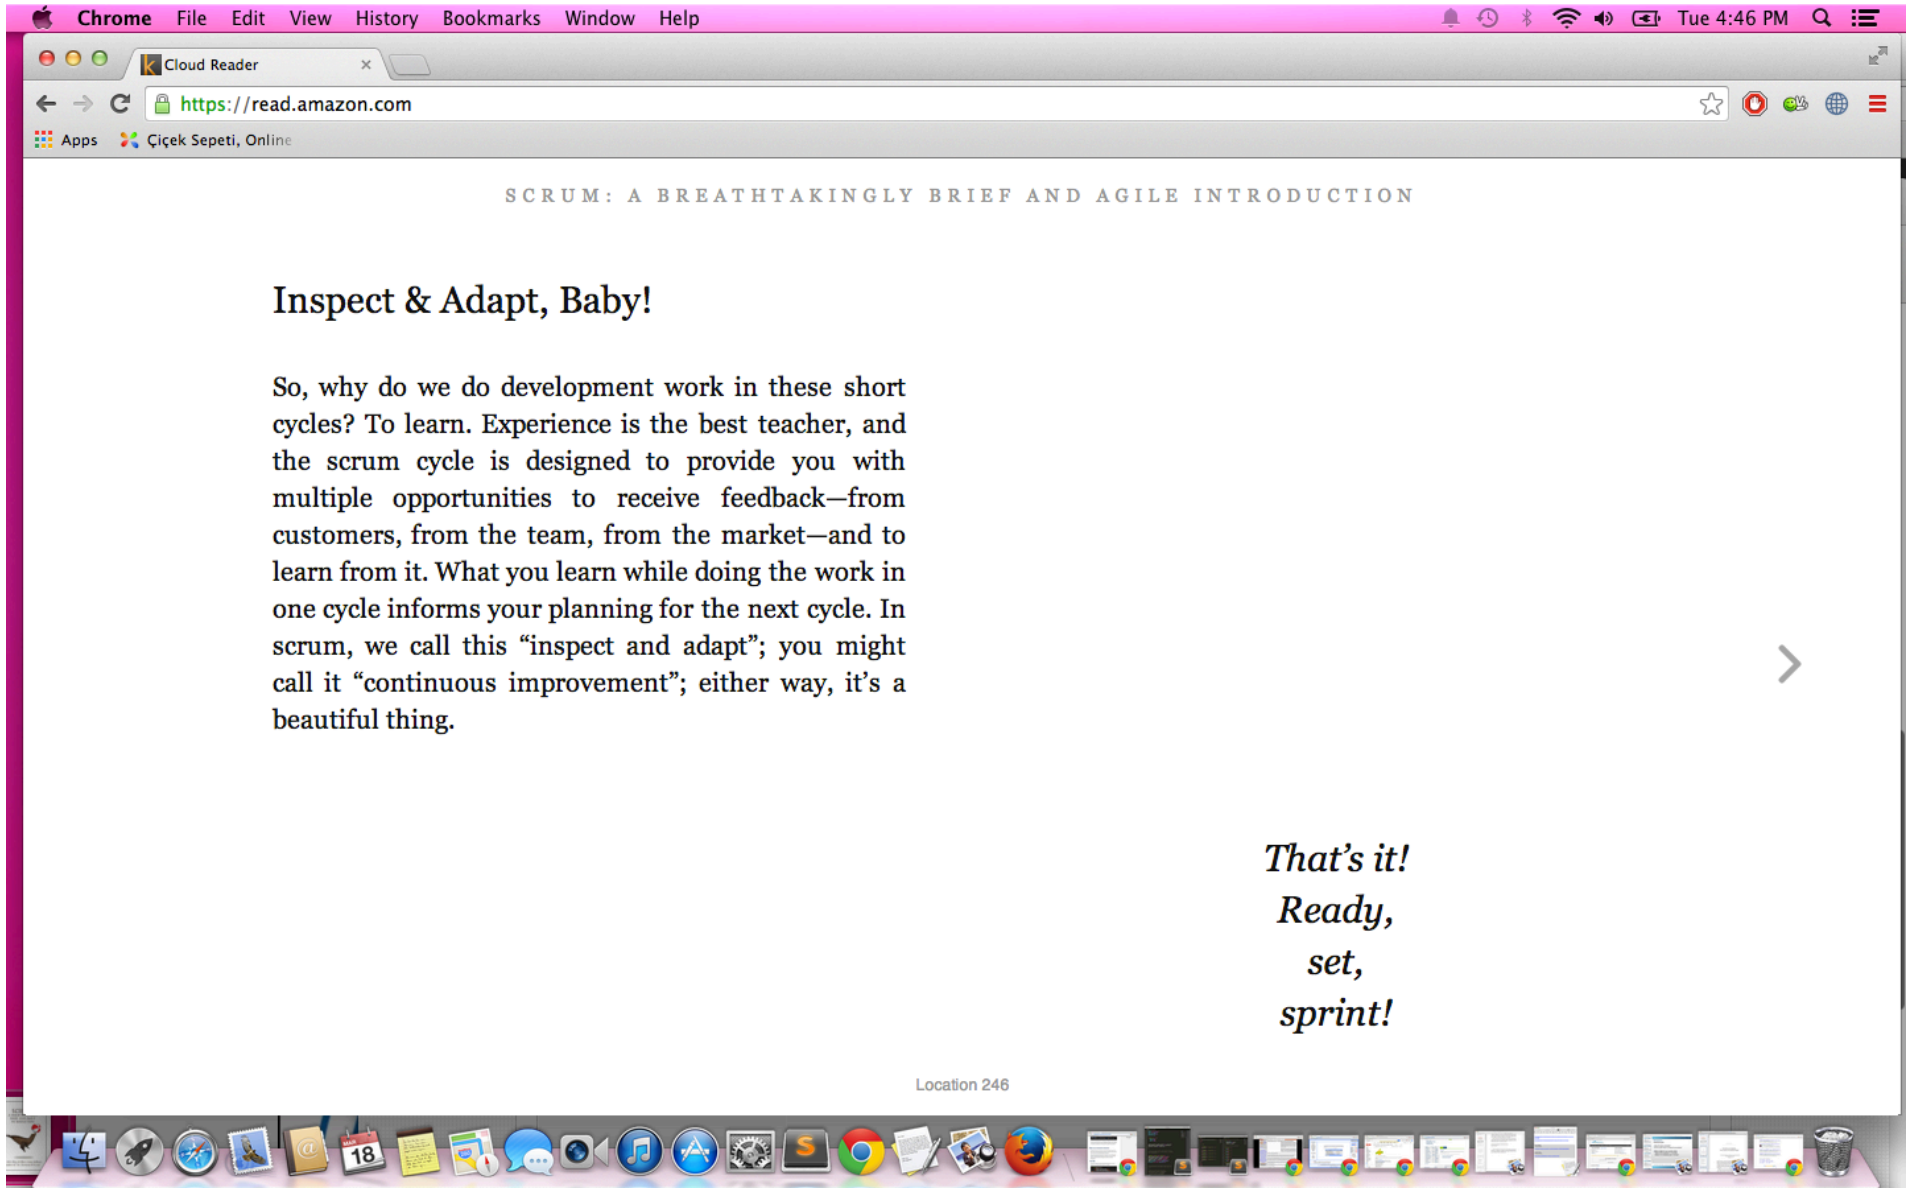 Chrome File Edit View History Bookmarks Window Help Tue 4:46 PM
Cloud Reader
https://read.amazon.com
Apps Çiçek Sepeti, Online
SCRUM: A BREATHTAKINGLY BRIEF AND AGILE INTRODUCTION
Inspect & Adapt, Baby!
So, why do we do development work in these short
cycles? To learn. Experience is the best teacher, and
the scrum cycle is designed to provide you with
multiple opportunities to receive feedback—from
customers, from the team, from the market—and to
learn from it. What you learn while doing the work in
one cycle informs your planning for the next cycle. In
scrum, we call this “inspect and adapt”; you might
call it “continuous improvement”; either way, it’s a
beautiful thing.
That’s it!
Ready,
set,
sprint!
Location 246
MAR
18